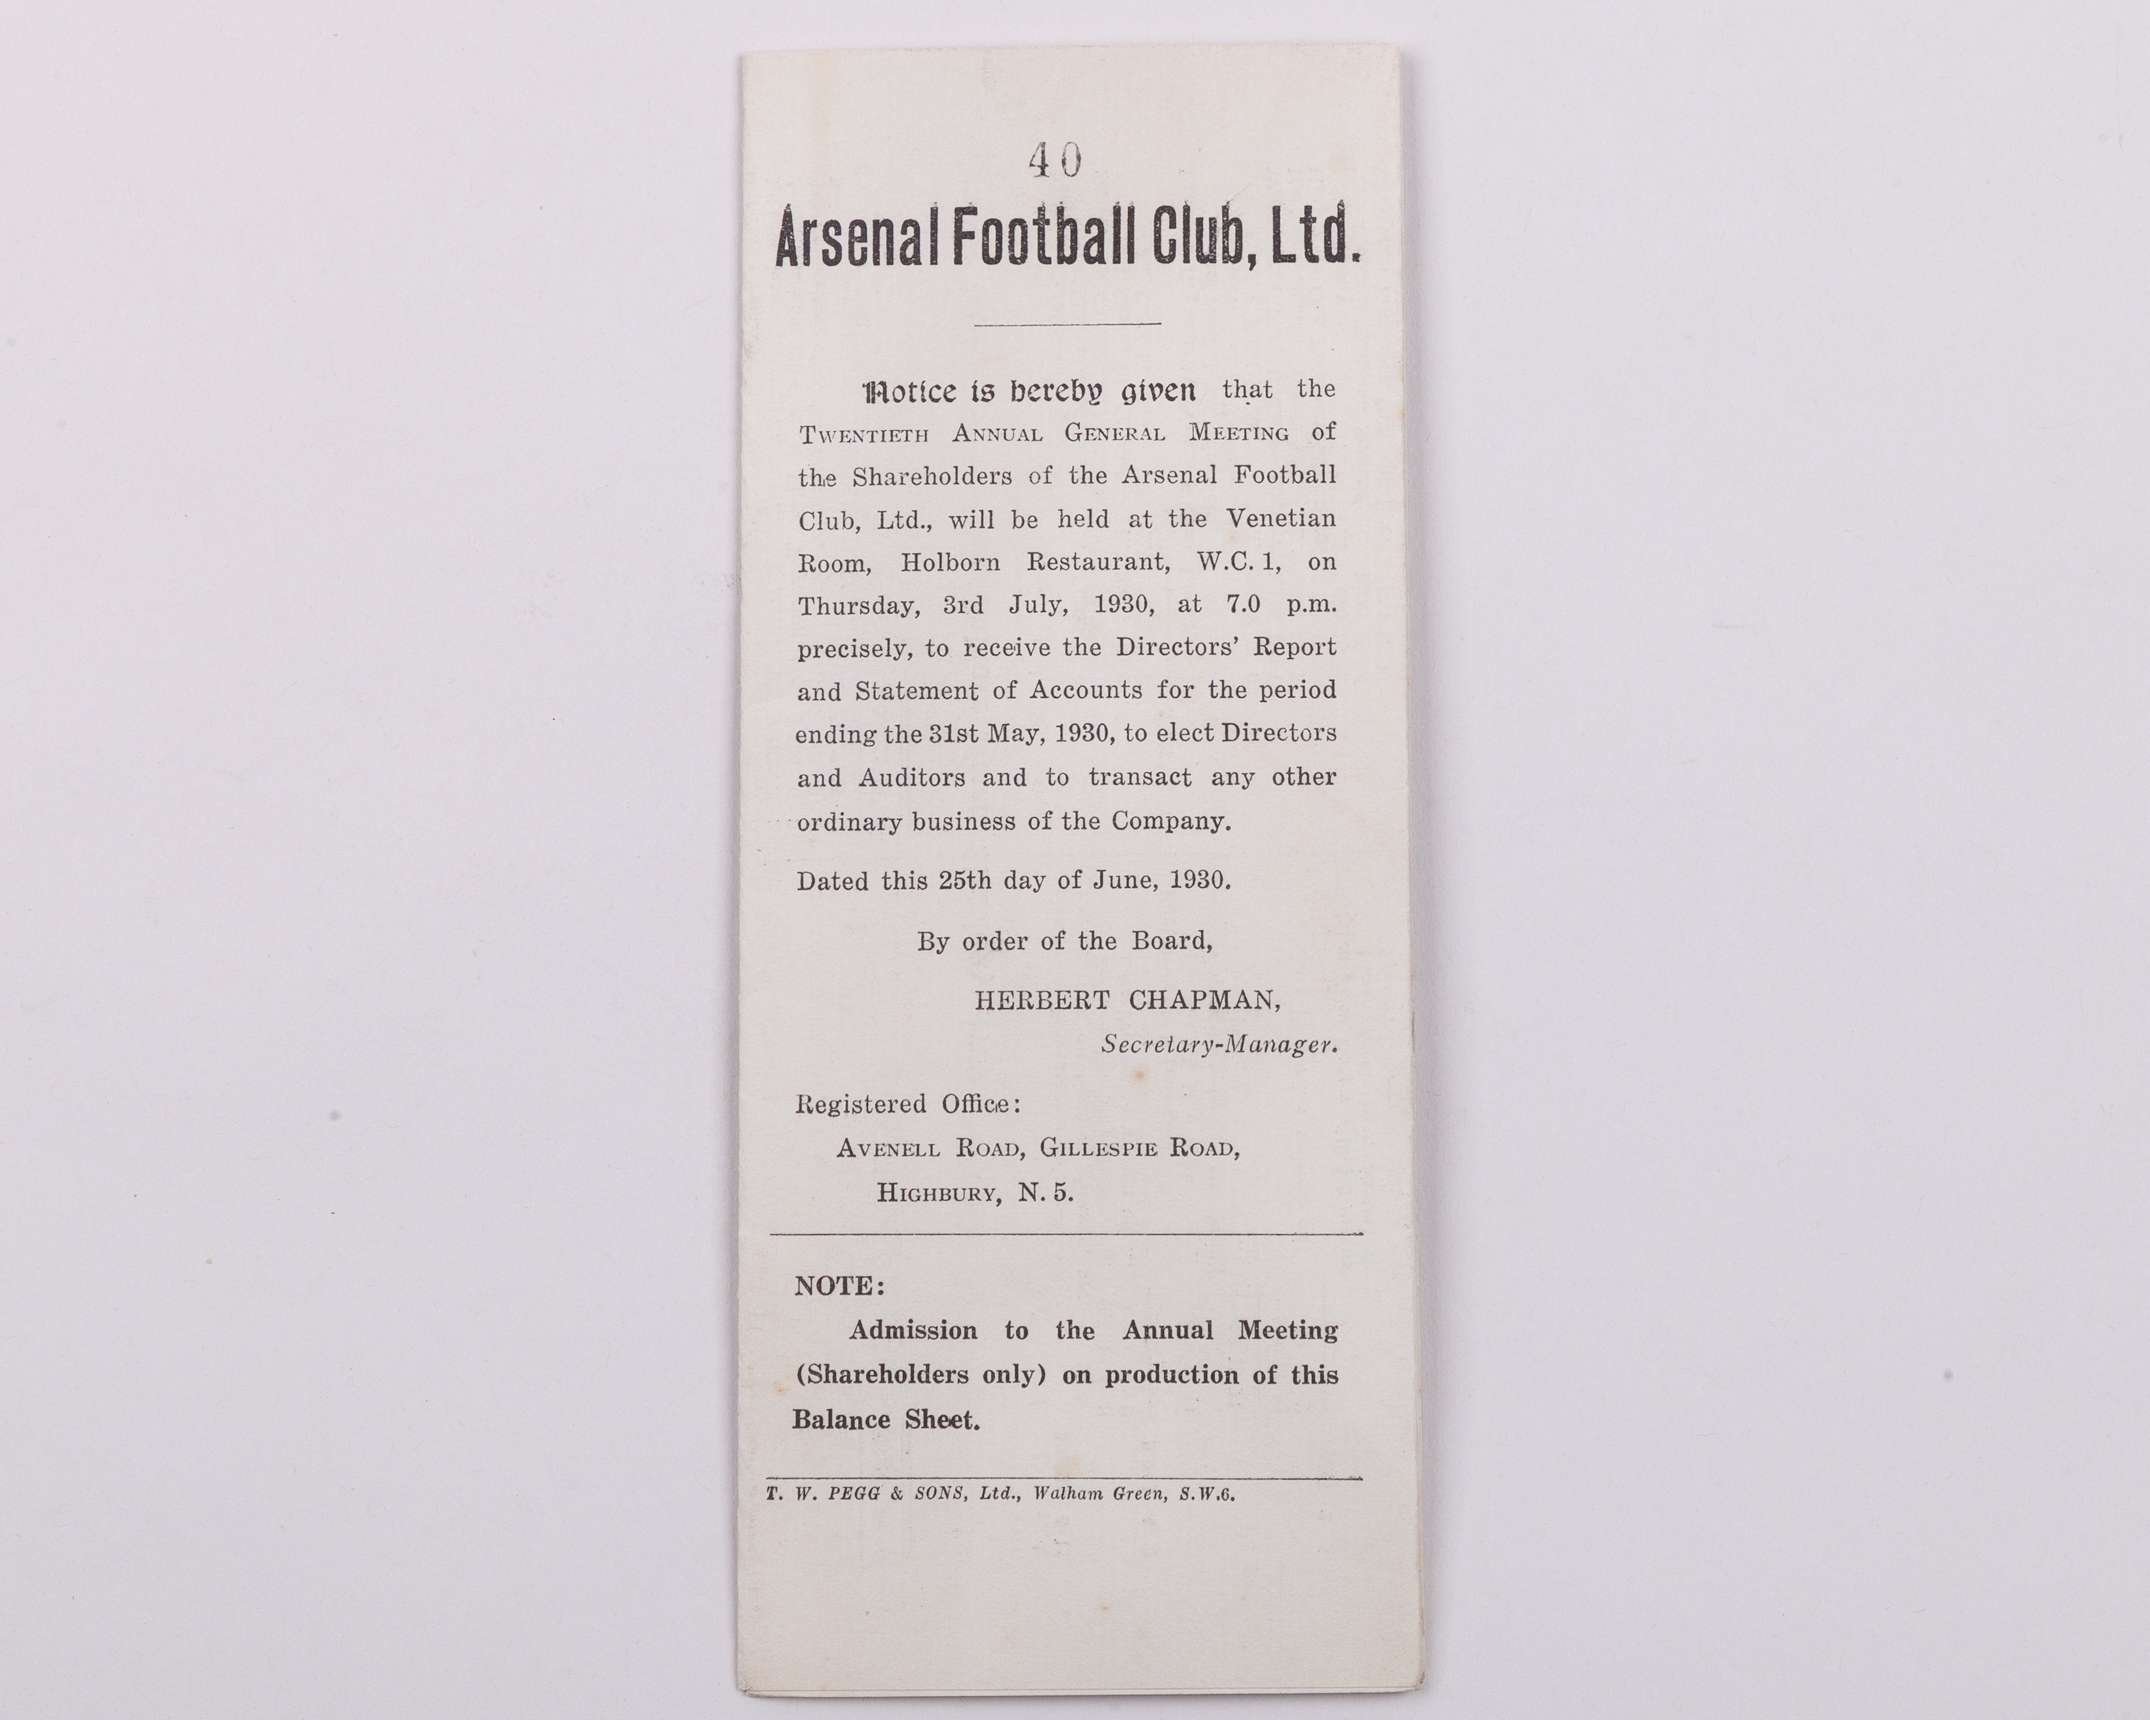 40
Arsenal Football Club, Ltd.
Notice is hereby given that the
Twentieth Annual General Meeting of
the Shareholders of the Arsenal Football
Club, Ltd., will be held at the Venetian
Room, Holborn Restaurant, W.C. 1, on
Thursday, 3rd July, 1930, at 7.0 p.m.
precisely, to receive the Directors' Report
and Statement of Accounts for the period
ending the 31st May, 1930, to elect Directors
and Auditors and to transact any other
ordinary business of the Company.
Dated this 25th day of June, 1930.
By order of the Board,
HERBERT CHAPMAN,
Secretary-Manager.
Registered Office:
Avenell Road, Gillespie Road,
Highbury, N. 5.
NOTE:
Admission to the Annual Meeting
(Shareholders only) on production of this
Balance Sheet.
T. W. PEGG & SONS, Ltd., Walham Green, S.W.6.